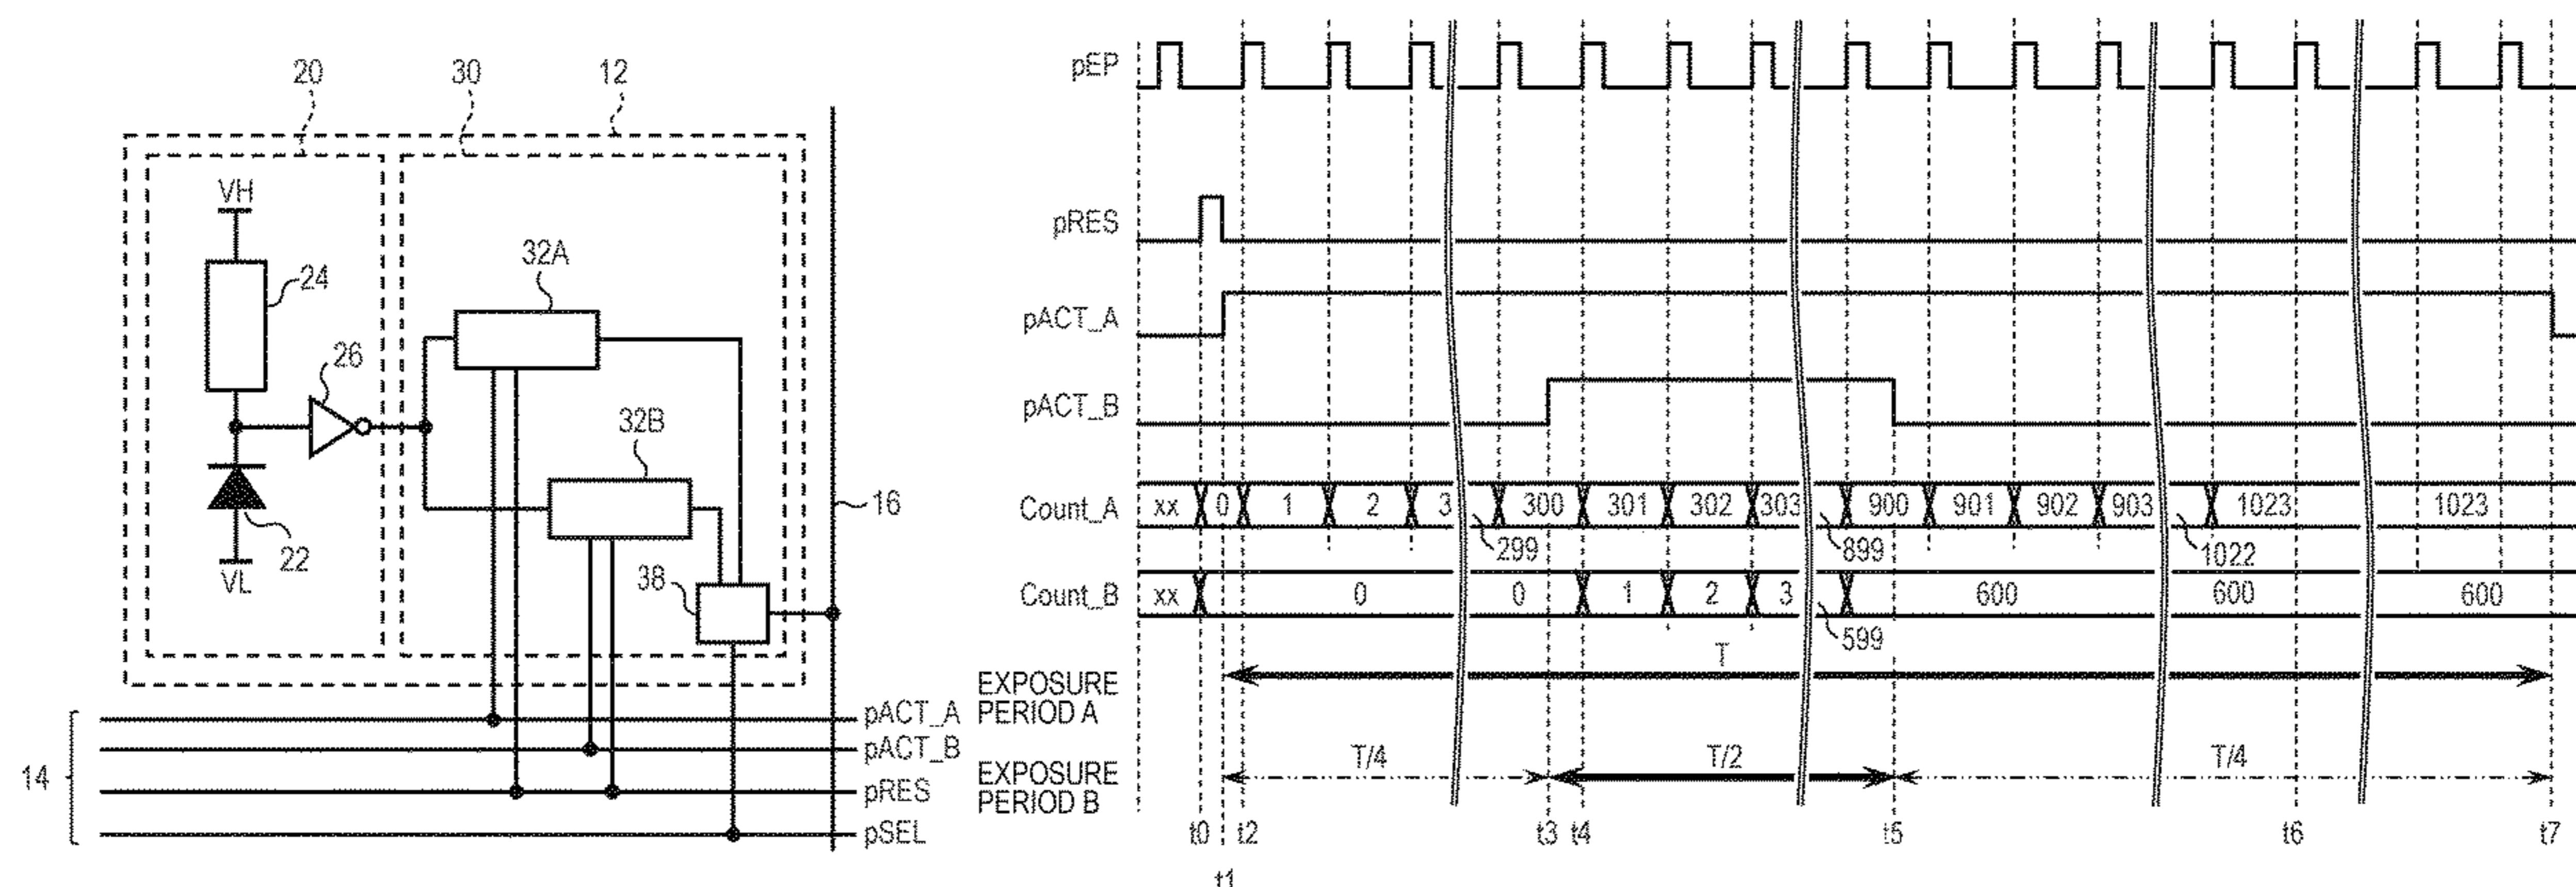 20 30 12
VH
24
26
32A
32B
16
22
VL
38
pACT_A
pACT_B
14
pRES
pSEL
pEP
pRES
pACT_A
pACT_B
Count_A xx 0 1 2 3 300 301 302 303 900 901 902 903 1023 1023
299 899 1022
Count_B xx 0 0 1 2 3 600 600 600
599
EXPOSURE
PERIOD A
T
EXPOSURE
PERIOD B
T/4 T/2 T/4
t0 t2 t3 t4 t5 t6 t7
t1